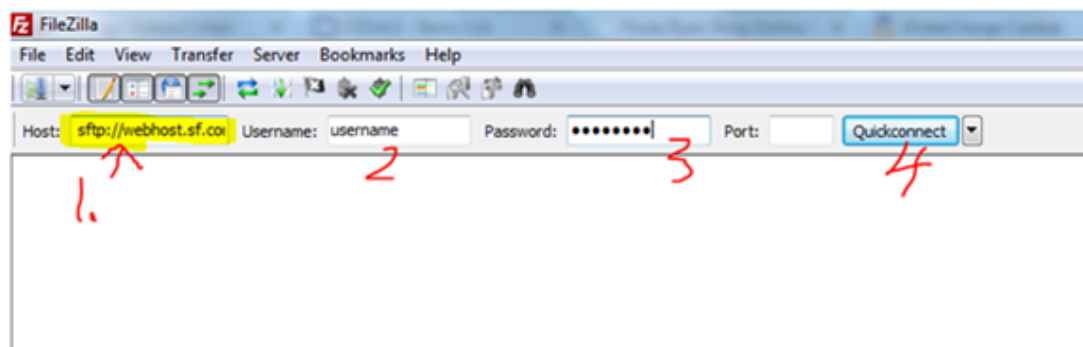 FileZilla
File Edit View Transfer Server Bookmarks Help
Host: sftp://webhost.sf.co Username: username Password: •••••••• Port: Quickconnect
1. 2 3 4